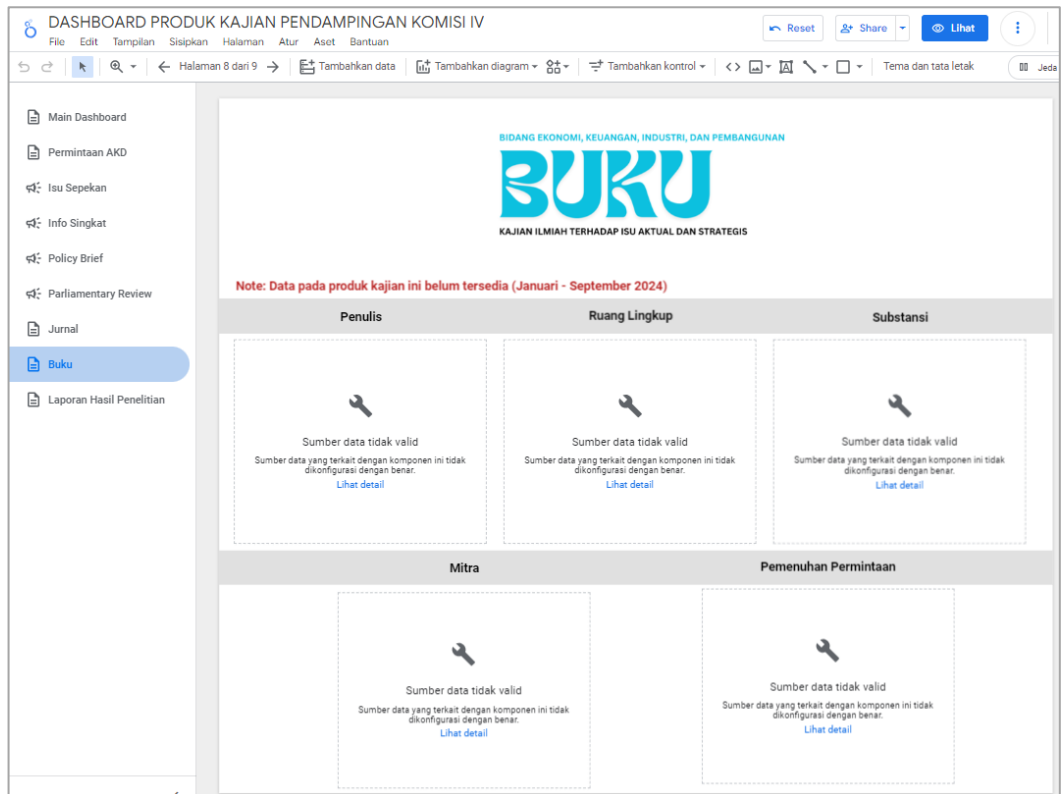 DASHBOARD PRODUK KAJIAN PENDAMPINGAN KOMISI IV
Reset
Share
Lihat
File Edit Tampilan Sisipkan Halaman Atur Aset Bantuan
Halaman 8 dari 9
Tambahkan data
Tambahkan diagram
Tambahkan kontrol
Tema dan tata letak
Jeda
Main Dashboard
Permintaan AKD
Isu Sepekan
Info Singkat
Policy Brief
Parliamentary Review
Jurnal
Buku
Laporan Hasil Penelitian
BIDANG EKONOMI, KEUANGAN, INDUSTRI, DAN PEMBANGUNAN
BUKU
KAJIAN ILMIAH TERHADAP ISU AKTUAL DAN STRATEGIS
Note: Data pada produk kajian ini belum tersedia (Januari - September 2024)
Penulis
Ruang Lingkup
Substansi
Sumber data tidak valid
Sumber data yang terkait dengan komponen ini tidak
dikonfigurasi dengan benar.
Lihat detail
Sumber data tidak valid
Sumber data yang terkait dengan komponen ini tidak
dikonfigurasi dengan benar.
Lihat detail
Sumber data tidak valid
Sumber data yang terkait dengan komponen ini tidak
dikonfigurasi dengan benar.
Lihat detail
Mitra
Pemenuhan Permintaan
Sumber data tidak valid
Sumber data yang terkait dengan komponen ini tidak
dikonfigurasi dengan benar.
Lihat detail
Sumber data tidak valid
Sumber data yang terkait dengan komponen ini tidak
dikonfigurasi dengan benar.
Lihat detail